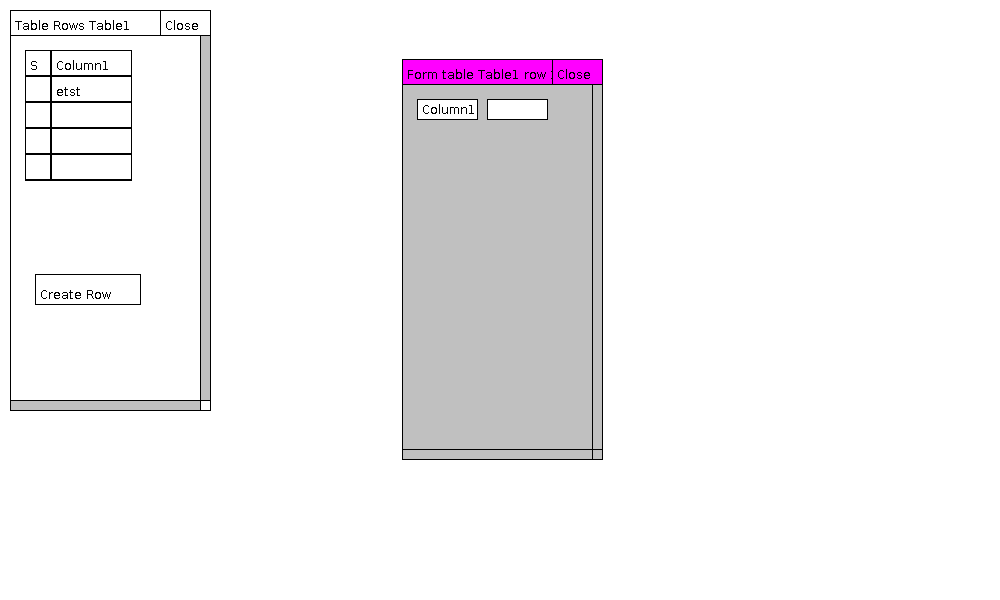 Table Rows Table1 Close
S Column1
etst
Create Row
Form table Table1 row Close
Column1